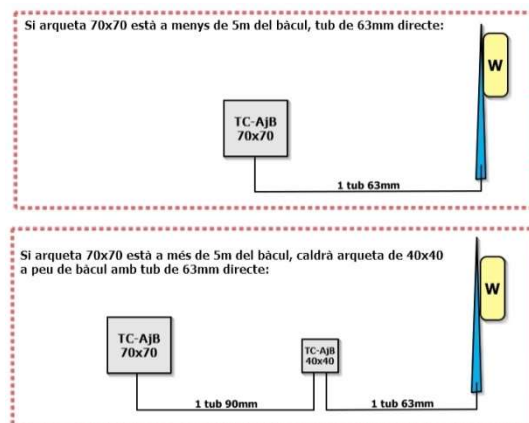 Si arqueta 70x70 està a menys de 5m del bàcul, tub de 63mm directe:
W
TC-AjB
70x70
1 tub 63mm
Si arqueta 70x70 està a més de 5m del bàcul, caldrà arqueta de 40x40
a peu de bàcul amb tub de 63mm directe:
W
TC-AjB
70x70
TC-AjB
40x40
1 tub 90mm
1 tub 63mm